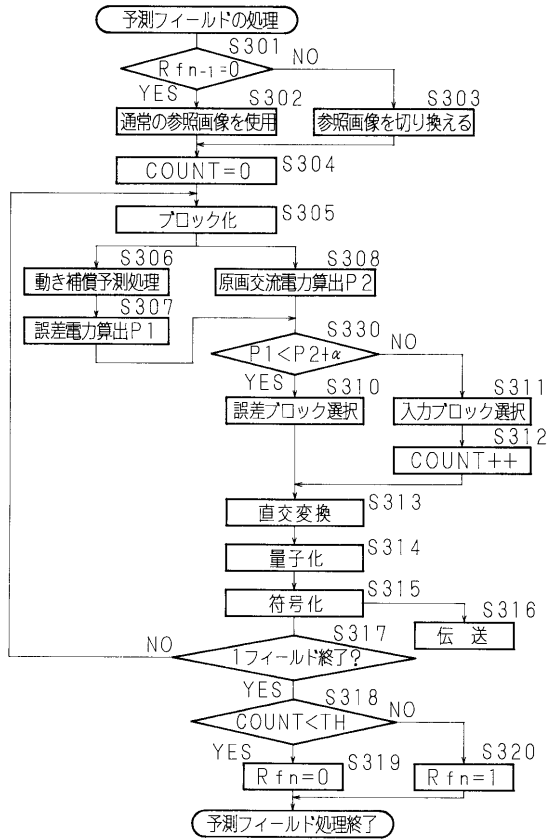 予測フィールドの処理
S301
Rfn-1=0
NO
YES
S302
S303
通常の参照画像を使用
参照画像を切り換える
S304
COUNT=0
S305
ブロック化
S306
S308
動き補償予測処理
原画交流電力算出P2
S307
誤差電力算出P1
S330
P1<P2+α
NO
YES
S310
S311
誤差ブロック選択
入力ブロック選択
S312
COUNT++
S313
直交変換
S314
量子化
S315
符号化
S316
伝送
S317
NO
1フィールド終了?
YES
S318
COUNT<TH
NO
YES
S319
S320
Rfn=0
Rfn=1
予測フィールド処理終了